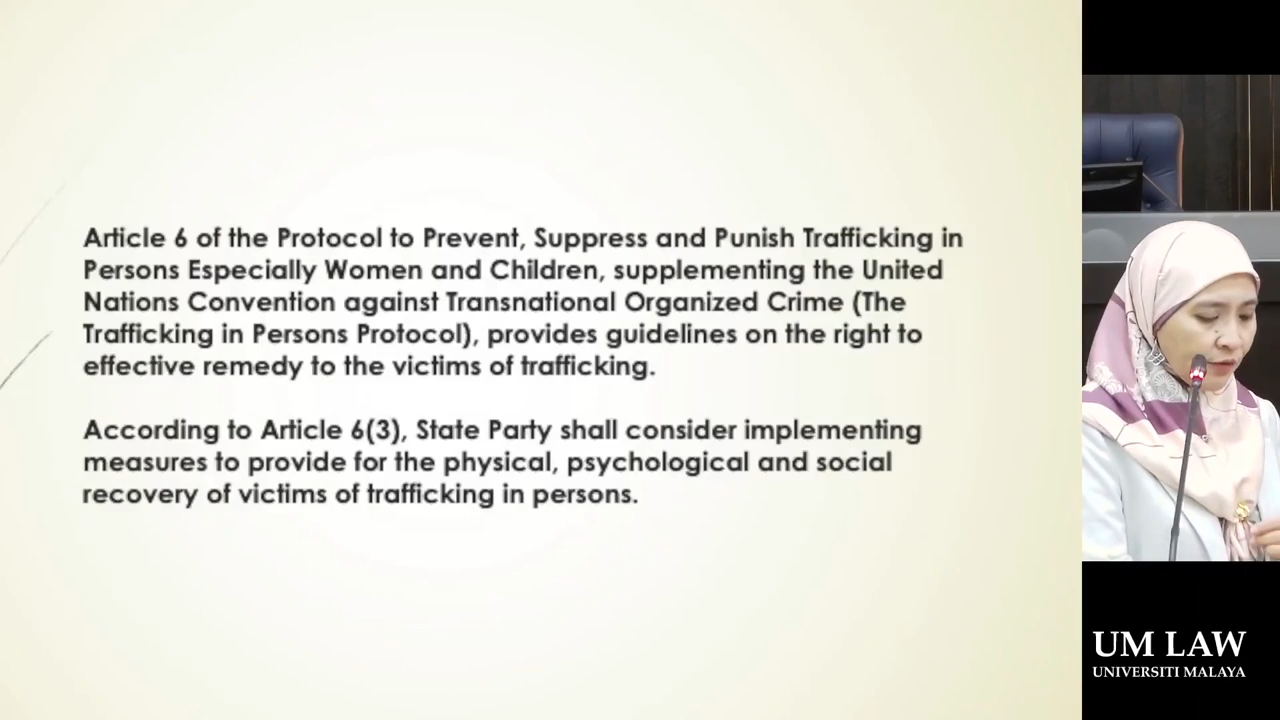 Article 6 of the Protocol to Prevent, Suppress and Punish Trafficking in
Persons Especially Women and Children, supplementing the United
Nations Convention against Transnational Organized Crime (The
Trafficking in Persons Protocol), provides guidelines on the right to
effective remedy to the victims of trafficking.
According to Article 6(3), State Party shall consider implementing
measures to provide for the physical, psychological and social
recovery of victims of trafficking in persons.
UM LAW
UNIVERSITI MALAYA